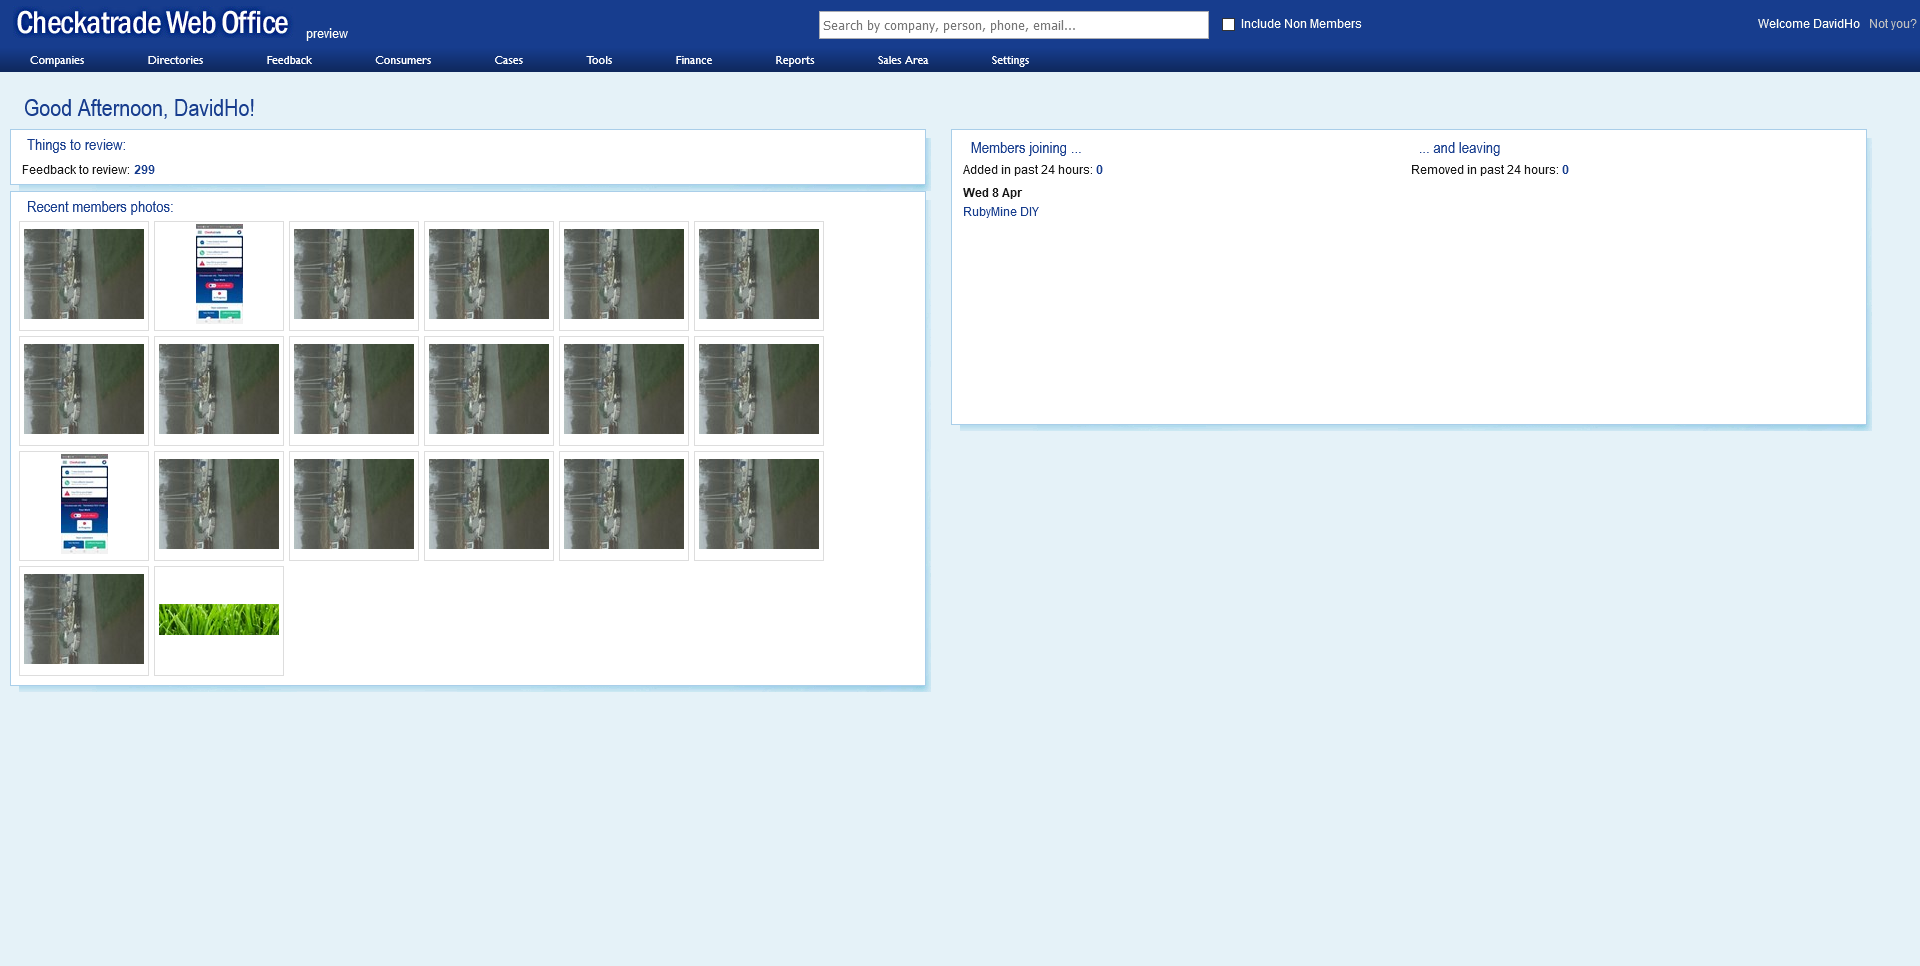 Checkatrade Web Office preview
Search by company, person, phone, email...
Include Non Members
Welcome DavidHo Not you?
Companies Directories Feedback Consumers Cases Tools Finance Reports Sales Area Settings
Good Afternoon, DavidHo!
Things to review:
Feedback to review: 299
Recent members photos:
Members joining ...
Added in past 24 hours: 0
Wed 8 Apr
RubyMine DIY
... and leaving
Removed in past 24 hours: 0